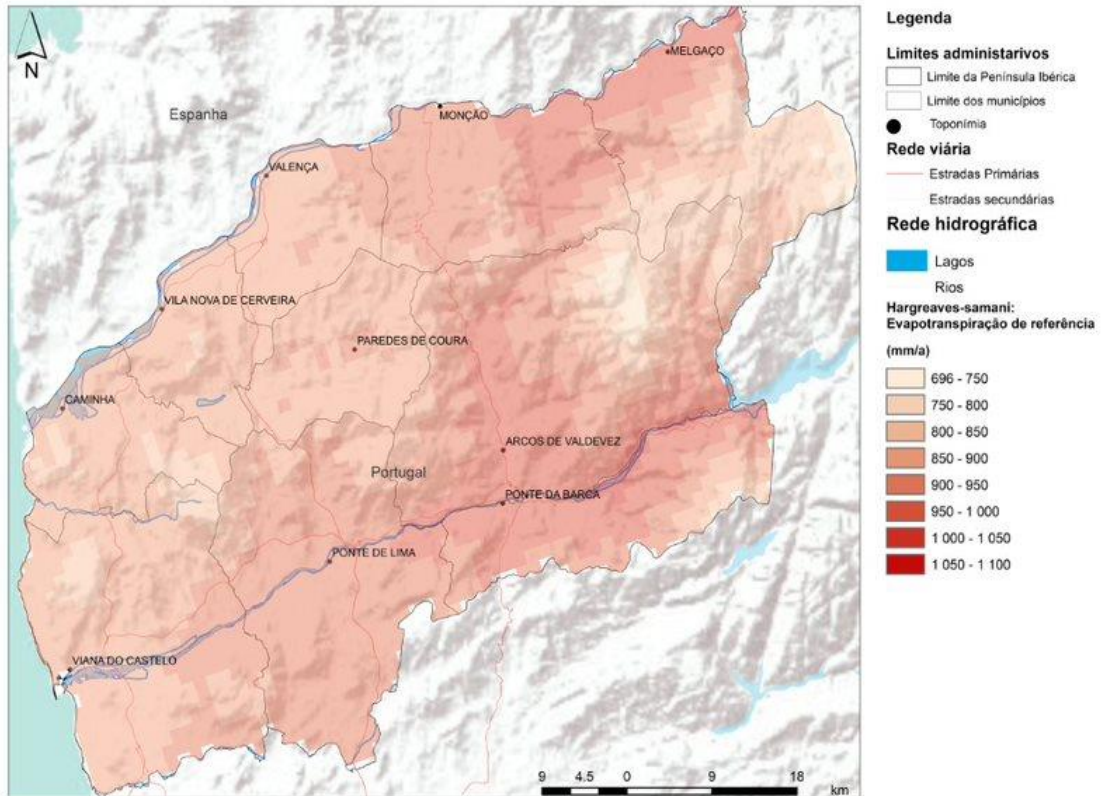 N
Espanha
MELGAÇO
MONÇÃO
VALENÇA
VILA NOVA DE CERVEIRA
PAREDES DE COURA
CAMINHA
ARCOS DE VALDEVEZ
Portugal
PONTE DA BARCA
PONTE DE LIMA
VIANA DO CASTELO
9 4.5 0 9 18
km
Legenda
Limites administarivos
Limite da Península Ibérica
Limite dos municípios
Toponímia
Rede viária
Estradas Primárias
Estradas secundárias
Rede hidrográfica
Lagos
Rios
Hargreaves-samani:
Evapotranspiração de referência
(mm/a)
696 - 750
750 - 800
800 - 850
850 - 900
900 - 950
950 - 1 000
1 000 - 1 050
1 050 - 1 100